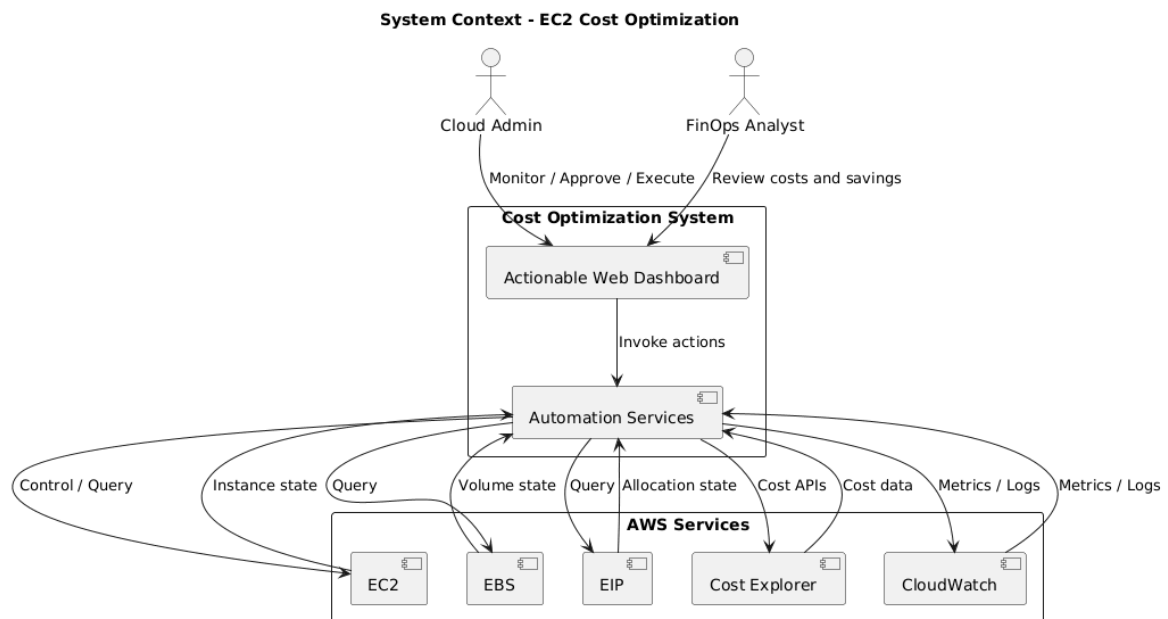 System Context - EC2 Cost Optimization
Cloud Admin
FinOps Analyst
Monitor / Approve / Execute
Review costs and savings
Cost Optimization System
Actionable Web Dashboard
Invoke actions
Automation Services
Control / Query
Instance state
Query
Volume state
Query
Allocation state
Cost APIs
Cost data
Metrics / Logs
Metrics / Logs
AWS Services
EC2
EBS
EIP
Cost Explorer
CloudWatch